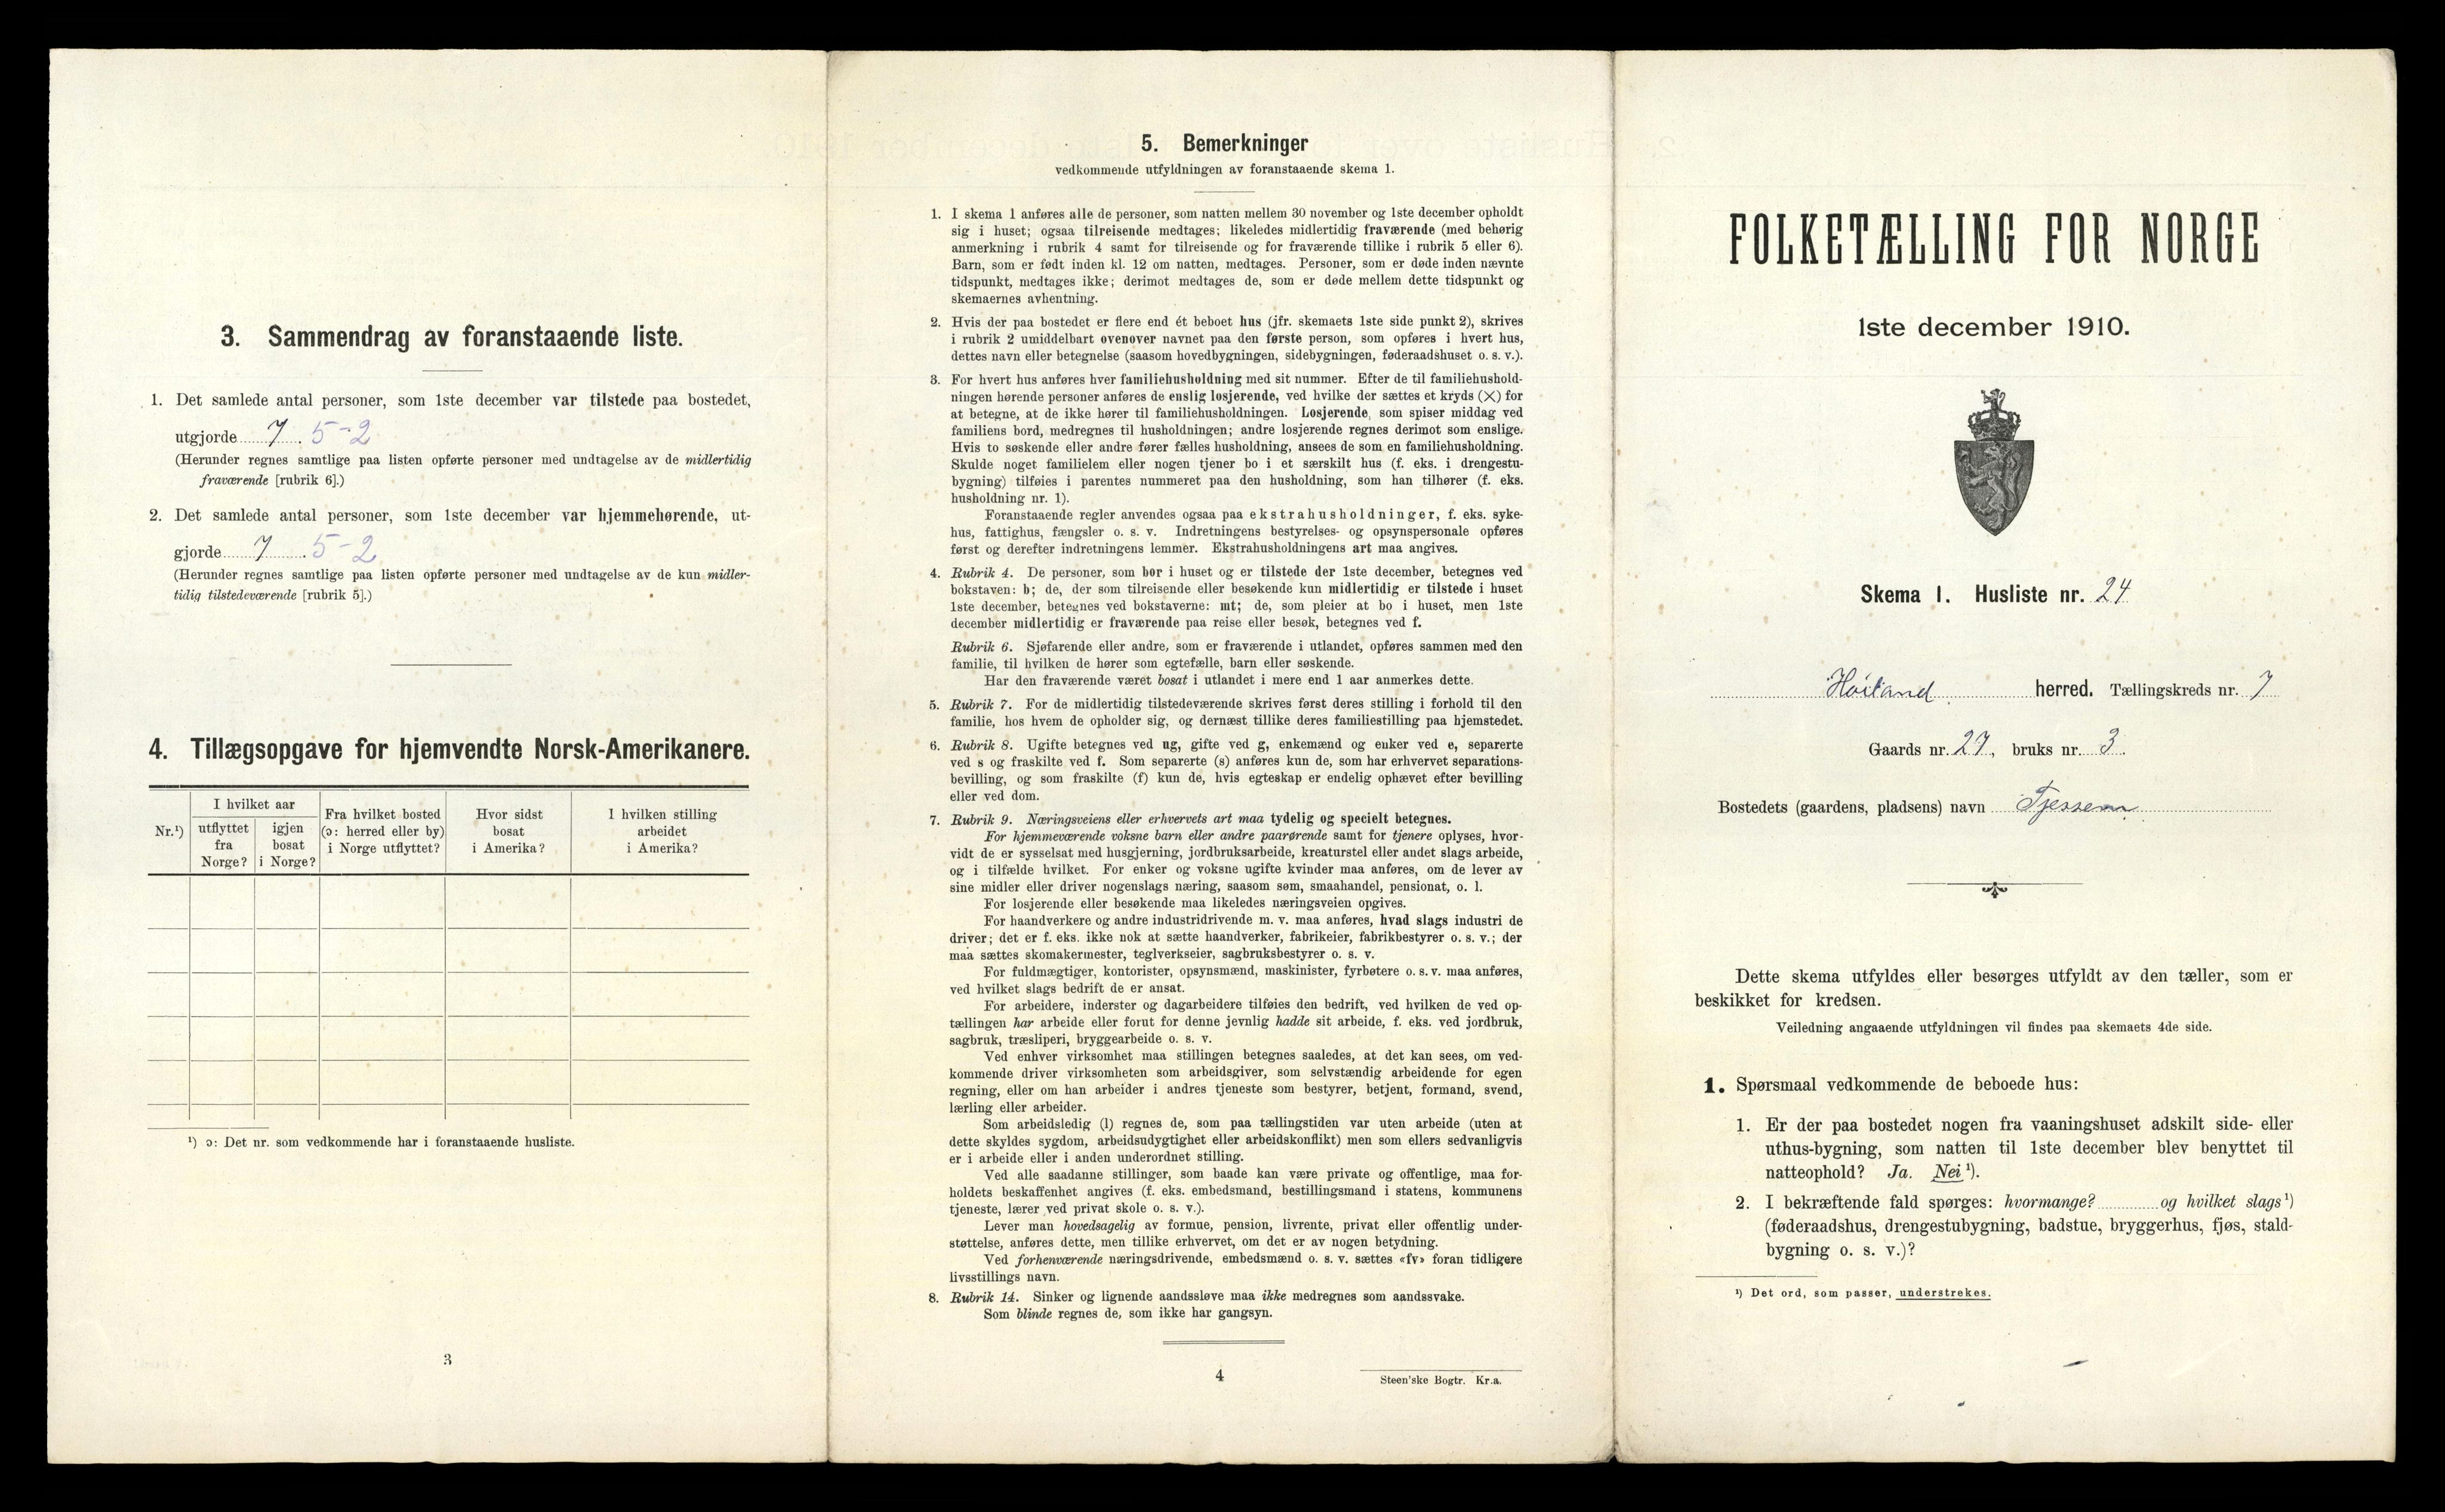 3. Sammendrag av foranstaaende liste.
1. Det samlede antal personer, som 1ste december var tilstede paa bostedet,
utgjorde 7 . 5-2
(Herunder regnes samtlige paa listen opførte personer med undtagelse av de midlertidig
fraværende [rubrik 6].)
2. Det samlede antal personer, som 1ste december var hjemmehørende, ut-
gjorde 7 . 5-2
(Herunder regnes samtlige paa listen opførte personer med undtagelse av de kun midler-
tidig tilstedeværende [rubrik 5].)
4. Tillægsopgave for hjemvendte Norsk-Amerikanere.
Nr.¹)
I hvilket aar
utflyttet
fra
Norge?
igjen
bosat
i Norge?
Fra hvilket bosted
(ɔ: herred eller by)
i Norge utflyttet?
Hvor sidst
bosat
i Amerika?
I hvilken stilling
arbeidet
i Amerika?
¹) ɔ: Det nr. som vedkommende har i foranstaaende husliste.
3
5. Bemerkninger
vedkommende utfyldningen av foranstaaende skema 1.
1. I skema 1 anføres alle de personer, som natten mellem 30 november og 1ste december opholdt
sig i huset; ogsaa tilreisende medtages; likeledes midlertidig fraværende (med behørig
anmerkning i rubrik 4 samt for tilreisende og for fraværende tillike i rubrik 5 eller 6).
Barn, som er født inden kl. 12 om natten, medtages. Personer, som er døde inden nævnte
tidspunkt, medtages ikke; derimot medtages de, som er døde mellem dette tidspunkt og
skemaernes avhentning.
2. Hvis der paa bostedet er flere end ét beboet hus (jfr. skemaets 1ste side punkt 2), skrives
i rubrik 2 umiddelbart ovenover navnet paa den første person, som opføres i hvert hus,
dettes navn eller betegnelse (saasom hovedbygningen, sidebygningen, føderaadshuset o. s. v.).
3. For hvert hus anføres hver familiehusholdning med sit nummer. Efter de til familiehushold-
ningen hørende personer anføres de enslig losjerende, ved hvilke der sættes et kryds (×) for
at betegne, at de ikke hører til familiehusholdningen. Losjerende, som spiser middag ved
familiens bord, medregnes til husholdningen; andre losjerende regnes derimot som enslige.
Hvis to søskende eller andre fører fælles husholdning, ansees de som en familiehusholdning.
Skulde noget familielem eller nogen tjener bo i et særskilt hus (f. eks. i drengestu-
bygning) tilføies i parentes nummeret paa den husholdning, som han tilhører (f. eks.
husholdning nr. 1).
Foranstaaende regler anvendes ogsaa paa ekstrahusholdninger, f. eks. syke-
hus, fattighus, fængsler o. s. v. Indretningens bestyrelses- og opsynspersonale opføres
først og derefter indretningens lemmer. Ekstrahusholdningens art maa angives.
4. Rubrik 4. De personer, som bor i huset og er tilstede der 1ste december, betegnes ved
bokstaven: b; de, der som tilreisende eller besøkende kun midlertidig er tilstede i huset
1ste december, betegnes ved bokstaverne: mt; de, som pleier at bo i huset, men 1ste
december midlertidig er fraværende paa reise eller besøk, betegnes ved f.
Rubrik 6. Sjøfarende eller andre, som er fraværende i utlandet, opføres sammen med den
familie, til hvilken de hører som egtefælle, barn eller søskende.
Har den fraværende været bosat i utlandet i mere end 1 aar anmerkes dette.
5. Rubrik 7. For de midlertidig tilstedeværende skrives først deres stilling i forhold til den
familie, hos hvem de opholder sig, og dernæst tillike deres familiestilling paa hjemstedet.
6. Rubrik 8. Ugifte betegnes ved ug, gifte ved g, enkemænd og enker ved e, separerte
ved s og fraskilte ved f. Som separerte (s) anføres kun de, som har erhvervet separations-
bevilling, og som fraskilte (f) kun de, hvis egteskap er endelig ophævet efter bevilling
eller ved dom.
7. Rubrik 9. Næringsveiens eller erhvervets art maa tydelig og specielt betegnes.
For hjemmeværende voksne barn eller andre paarørende samt for tjenere oplyses, hvor-
vidt de er sysselsat med husgjerning, jordbruksarbeide, kreaturstel eller andet slags arbeide,
og i tilfælde hvilket. For enker og voksne ugifte kvinder maa anføres, om de lever av
sine midler eller driver nogenslags næring, saasom søm, smaahandel, pensionat, o. l.
For losjerende eller besøkende maa likeledes næringsveien opgives.
For haandverkere og andre industridrivende m. v. maa anføres, hvad slags industri de
driver; det er f. eks. ikke nok at sætte haandverker, fabrikeier, fabrikbestyrer o. s. v.; der
maa sættes skomakermester, teglverkseier, sagbruksbestyrer o. s. v.
For fuldmægtiger, kontorister, opsynsmænd, maskinister, fyrbøtere o. s. v. maa anføres,
ved hvilket slags bedrift de er ansat.
For arbeidere, inderster og dagarbeidere tilføies den bedrift, ved hvilken de ved op-
tællingen har arbeide eller forut for denne jevnlig hadde sit arbeide, f. eks. ved jordbruk,
sagbruk, træsliperi, bryggearbeide o. s. v.
Ved enhver virksomhet maa stillingen betegnes saaledes, at det kan sees, om ved-
kommende driver virksomheten som arbeidsgiver, som selvstændig arbeidende for egen
regning, eller om han arbeider i andres tjeneste som bestyrer, betjent, formand, svend,
lærling eller arbeider.
Som arbeidsledig (l) regnes de, som paa tællingstiden var uten arbeide (uten at
dette skyldes sygdom, arbeidsudygtighet eller arbeidskonflikt) men som ellers sedvanligvis
er i arbeide eller i anden underordnet stilling.
Ved alle saadanne stillinger, som baade kan være private og offentlige, maa for-
holdets beskaffenhet angives (f. eks. embedsmand, bestillingsmand i statens, kommunens
tjeneste, lærer ved privat skole o. s. v.).
Lever man hovedsagelig av formue, pension, livrente, privat eller offentlig under-
støttelse, anføres dette, men tillike erhvervet, om det er av nogen betydning.
Ved forhenværende næringsdrivende, embedsmænd o. s. v. sættes «fv» foran tidligere
livsstillings navn.
8. Rubrik 14. Sinker og lignende aandssløve maa ikke medregnes som aandssvake.
Som blinde regnes de, som ikke har gangsyn.
4
Steen'ske Bogtr. Kr.a.
FOLKETÆLLING FOR NORGE
1ste december 1910.
Skema 1. Husliste nr. 24
Høiland herred. Tællingskreds nr. 7
Gaards nr. 27, bruks nr. 3.
Bostedets (gaardens, pladsens) navn Tjessem
Dette skema utfyldes eller besørges utfyldt av den tæller, som er
beskikket for kredsen.
Veiledning angaaende utfyldningen vil findes paa skemaets 4de side.
1. Spørsmaal vedkommende de beboede hus:
1. Er der paa bostedet nogen fra vaaningshuset adskilt side- eller
uthus-bygning, som natten til 1ste december blev benyttet til
natteophold? Ja. Nei ¹).
2. I bekræftende fald spørges: hvormange? og hvilket slags ¹)
(føderaadshus, drengestubygning, badstue, bryggerhus, fjøs, stald-
bygning o. s. v.)?
¹) Det ord, som passer, understrekes.